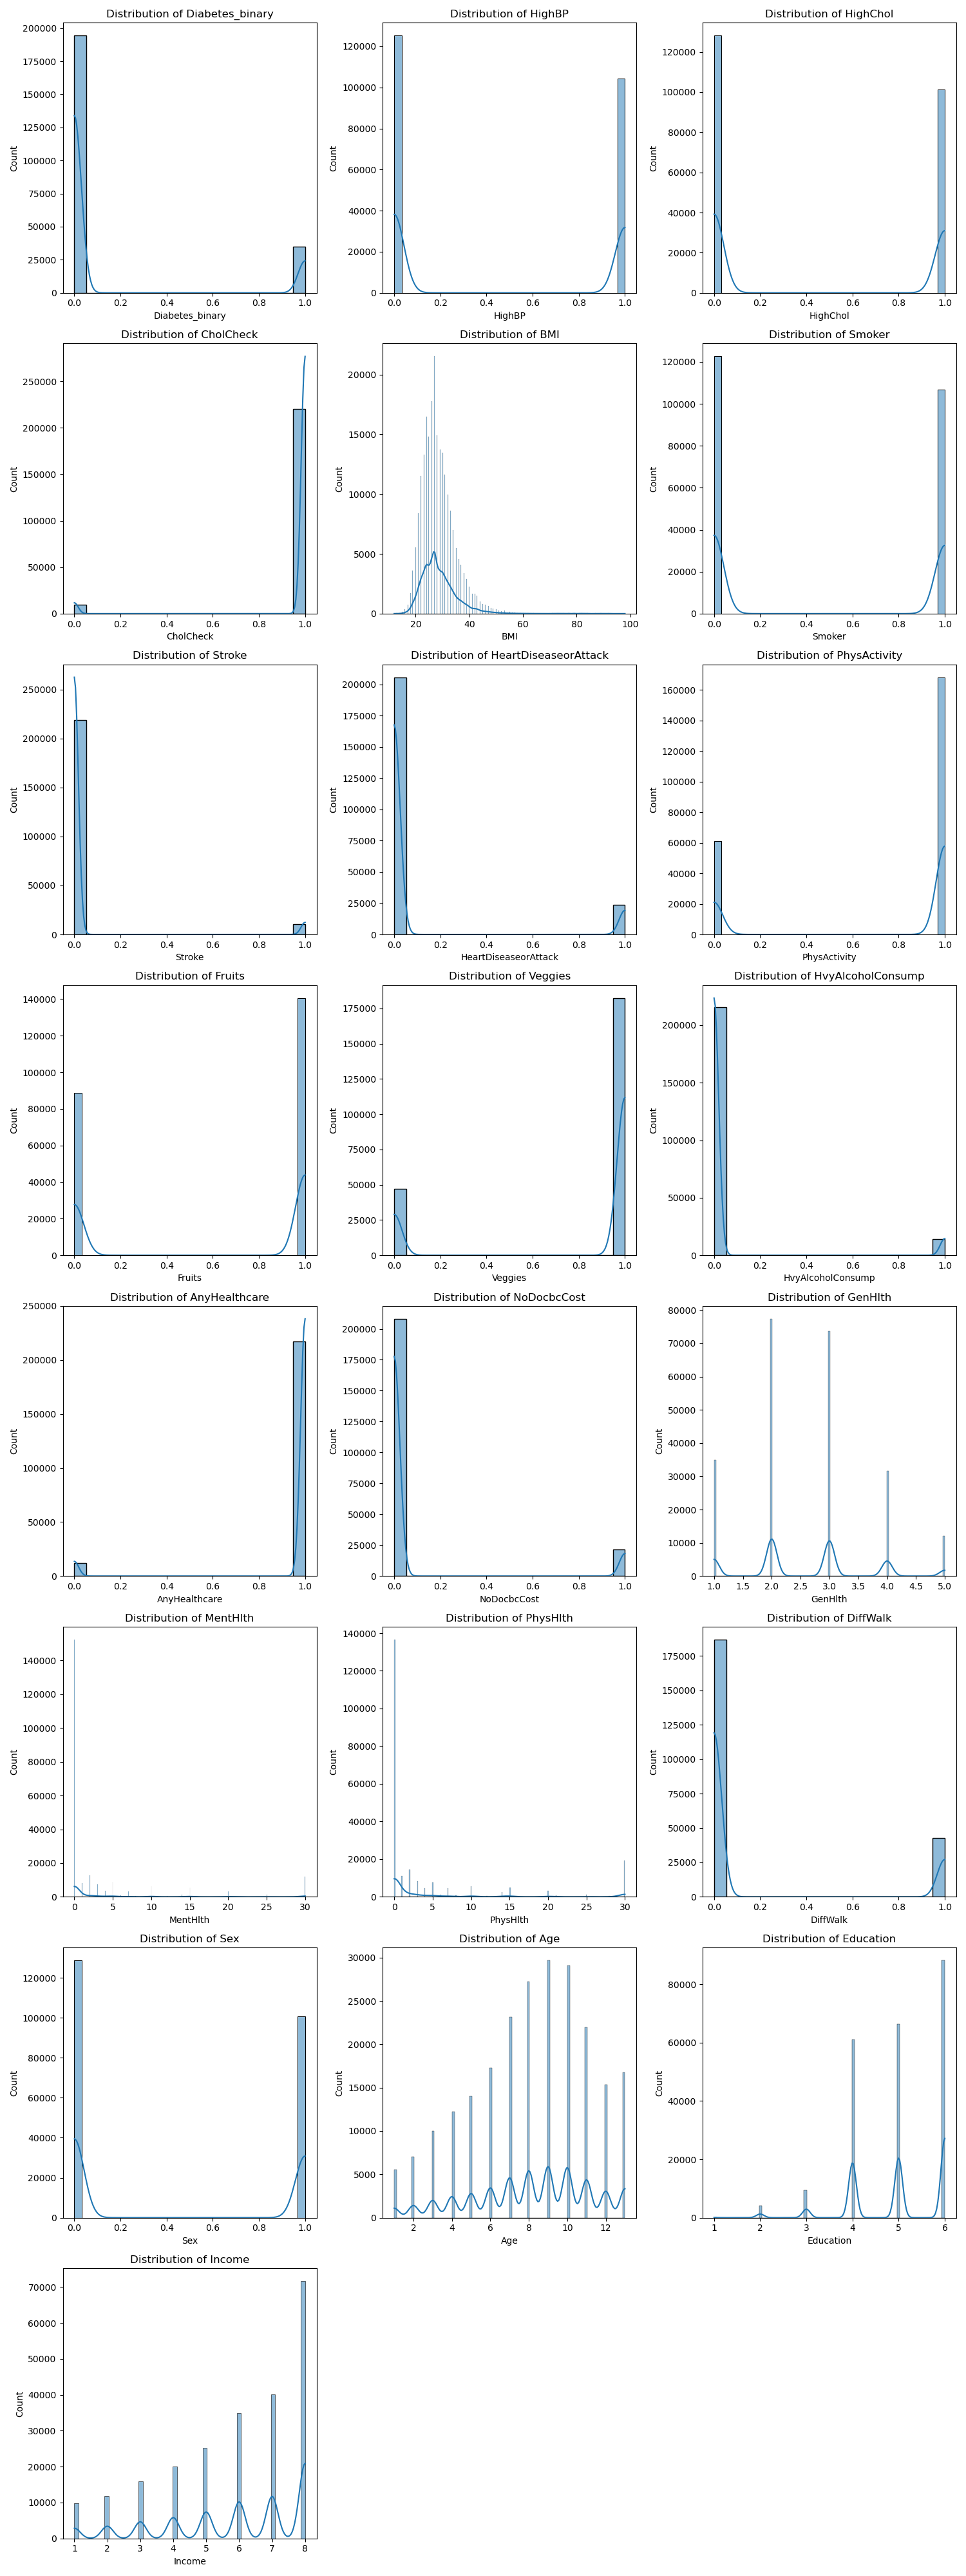 Distribution of Diabetes_binary
200000
175000
150000
125000
100000
75000
50000
25000
0
Count
0.0 0.2 0.4 0.6 0.8 1.0
Diabetes_binary
Distribution of HighBP
120000
100000
80000
60000
40000
20000
0
Count
0.0 0.2 0.4 0.6 0.8 1.0
HighBP
Distribution of HighChol
120000
100000
80000
60000
40000
20000
0
Count
0.0 0.2 0.4 0.6 0.8 1.0
HighChol
Distribution of CholCheck
250000
200000
150000
100000
50000
0
Count
0.0 0.2 0.4 0.6 0.8 1.0
CholCheck
Distribution of BMI
20000
15000
10000
5000
0
Count
20 40 60 80 100
BMI
Distribution of Smoker
120000
100000
80000
60000
40000
20000
0
Count
0.0 0.2 0.4 0.6 0.8 1.0
Smoker
Distribution of Stroke
250000
200000
150000
100000
50000
0
Count
0.0 0.2 0.4 0.6 0.8 1.0
Stroke
Distribution of HeartDiseaseorAttack
200000
175000
150000
125000
100000
75000
50000
25000
0
Count
0.0 0.2 0.4 0.6 0.8 1.0
HeartDiseaseorAttack
Distribution of PhysActivity
160000
140000
120000
100000
80000
60000
40000
20000
0
Count
0.0 0.2 0.4 0.6 0.8 1.0
PhysActivity
Distribution of Fruits
140000
120000
100000
80000
60000
40000
20000
0
Count
0.0 0.2 0.4 0.6 0.8 1.0
Fruits
Distribution of Veggies
175000
150000
125000
100000
75000
50000
25000
0
Count
0.0 0.2 0.4 0.6 0.8 1.0
Veggies
Distribution of HvyAlcoholConsump
200000
150000
100000
50000
0
Count
0.0 0.2 0.4 0.6 0.8 1.0
HvyAlcoholConsump
Distribution of AnyHealthcare
250000
200000
150000
100000
50000
0
Count
0.0 0.2 0.4 0.6 0.8 1.0
AnyHealthcare
Distribution of NoDocbcCost
200000
175000
150000
125000
100000
75000
50000
25000
0
Count
0.0 0.2 0.4 0.6 0.8 1.0
NoDocbcCost
Distribution of GenHlth
80000
70000
60000
50000
40000
30000
20000
10000
0
Count
1.0 1.5 2.0 2.5 3.0 3.5 4.0 4.5 5.0
GenHlth
Distribution of MentHlth
140000
120000
100000
80000
60000
40000
20000
0
Count
0 5 10 15 20 25 30
MentHlth
Distribution of PhysHlth
140000
120000
100000
80000
60000
40000
20000
0
Count
0 5 10 15 20 25 30
PhysHlth
Distribution of DiffWalk
175000
150000
125000
100000
75000
50000
25000
0
Count
0.0 0.2 0.4 0.6 0.8 1.0
DiffWalk
Distribution of Sex
120000
100000
80000
60000
40000
20000
0
Count
0.0 0.2 0.4 0.6 0.8 1.0
Sex
Distribution of Age
30000
25000
20000
15000
10000
5000
0
Count
2 4 6 8 10 12
Age
Distribution of Education
80000
60000
40000
20000
0
Count
1 2 3 4 5 6
Education
Distribution of Income
70000
60000
50000
40000
30000
20000
10000
0
Count
1 2 3 4 5 6 7 8
Income